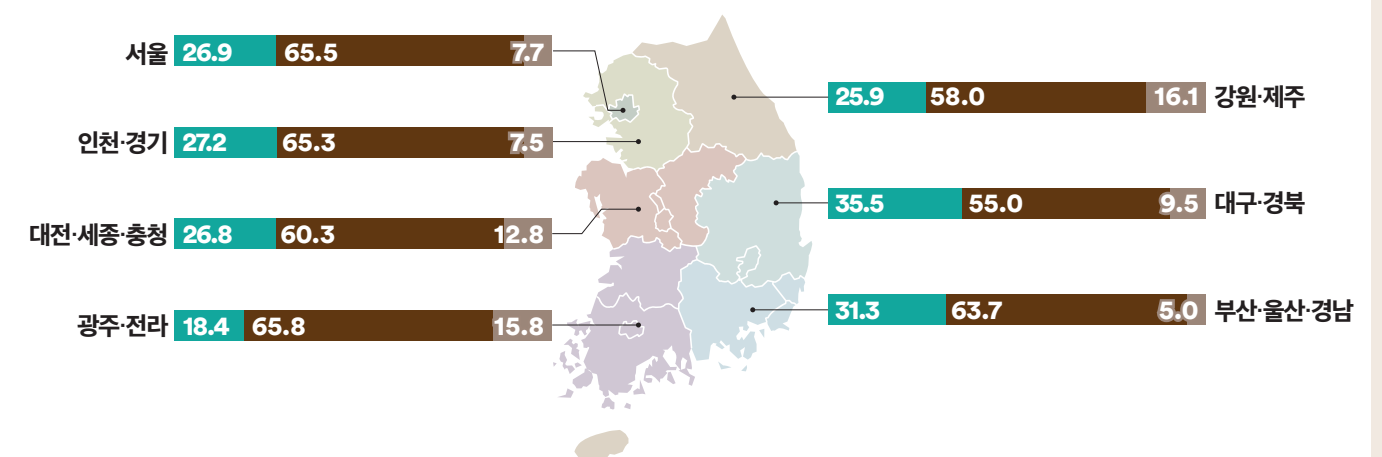 서울 26.9 65.5 7.7
인천·경기 27.2 65.3 7.5
대전·세종·충청 26.8 60.3 12.8
광주·전라 18.4 65.8 15.8
25.9 58.0 16.1 강원·제주
35.5 55.0 9.5 대구·경북
31.3 63.7 5.0 부산·울산·경남